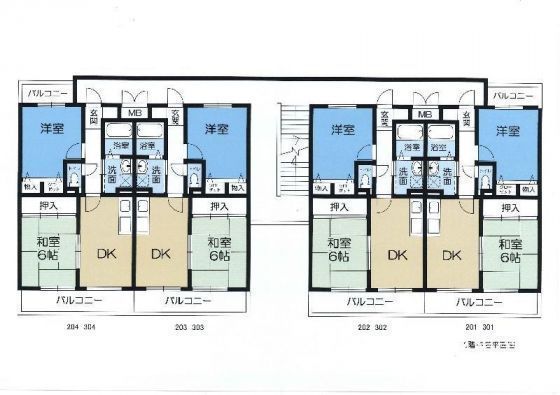 バルコニー
玄関
MB
玄関
玄関
MB
玄関
バルコニー
洋室
浴室
浴室
洋室
洋室
浴室
浴室
洋室
物入
洗面
洗面
物入
物入
洗面
洗面
物入
押入
押入
押入
押入
和室
6帖
DK
DK
和室
6帖
和室
6帖
DK
DK
和室
6帖
バルコニー
バルコニー
バルコニー
バルコニー
204 304
203 303
202 302
201 301